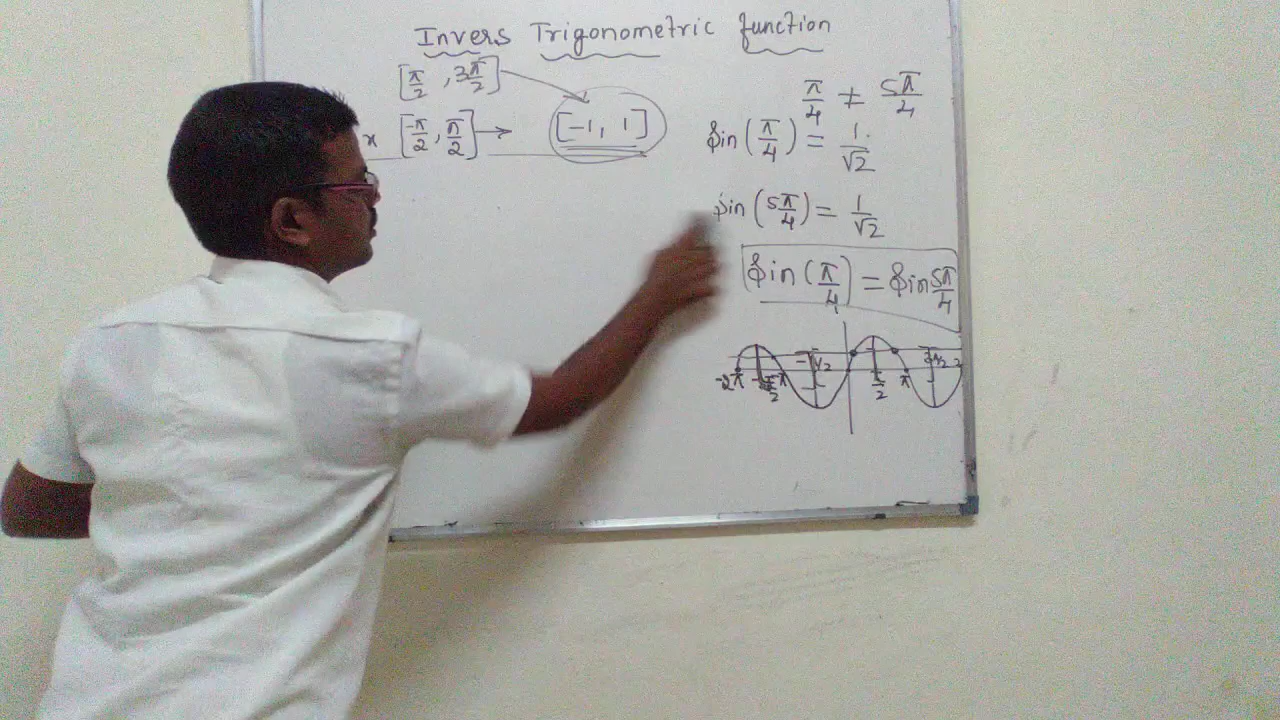 Invers Trigonometric function
[π/2 , 3π/2]
x [-π/2, π/2] → [-1, 1]
π/4 ≠ 5π/4
Sin(π/4) = 1/√2
Sin(5π/4) = 1/√2
Sin(π/4) = Sin 5π/4
-2π -π π/2 π